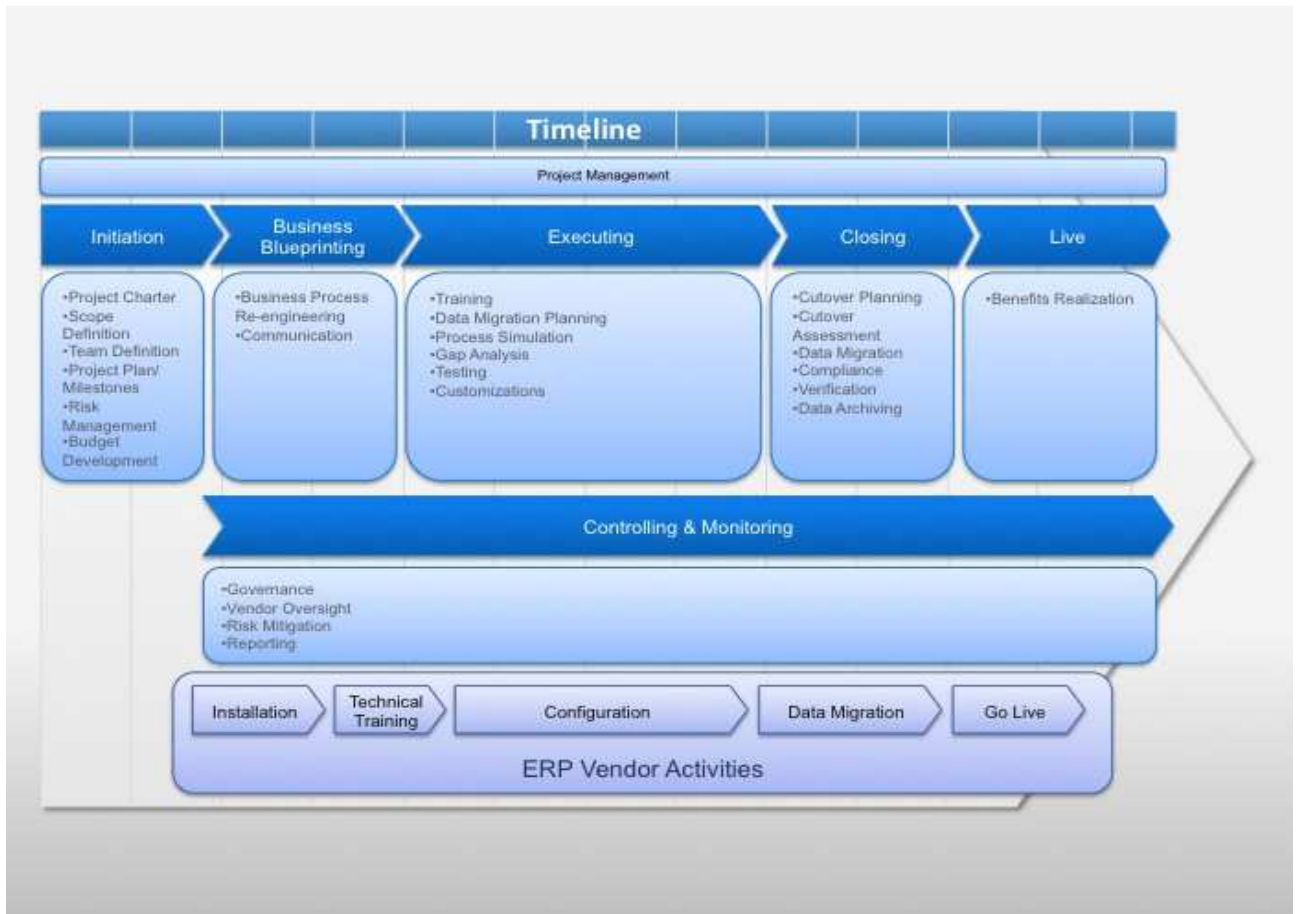 Timeline
Project Management
Initiation
Business
Blueprinting
Executing
Closing
Live
•Project Charter
•Scope
Definition
•Team Definition
•Project Plan/
Milestones
•Risk
Management
•Budget
Development
•Business Process
Re-engineering
•Communication
•Training
•Data Migration Planning
•Process Simulation
•Gap Analysis
•Testing
•Customizations
•Cutover Planning
•Cutover
Assessment
•Data Migration
•Compliance
•Verification
•Data Archiving
•Benefits Realization
Controlling & Monitoring
•Governance
•Vendor Oversight
•Risk Mitigation
•Reporting
Installation
Technical
Training
Configuration
Data Migration
Go Live
ERP Vendor Activities